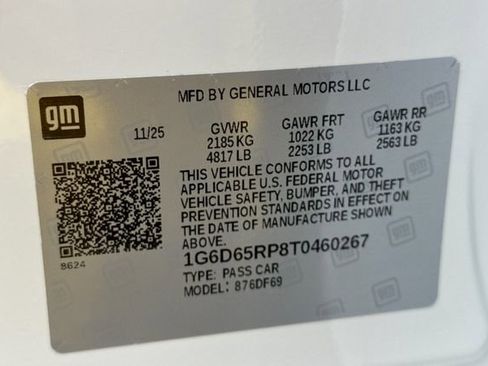 gm
MFD BY GENERAL MOTORS LLC
11/25 GVWR GAWR FRT GAWR RR
2185 KG 1022 KG 1163 KG
4817 LB 2253 LB 2563 LB
THIS VEHICLE CONFORMS TO ALL
APPLICABLE U.S. FEDERAL MOTOR
VEHICLE SAFETY, BUMPER, AND THEFT
PREVENTION STANDARDS IN EFFECT ON
THE DATE OF MANUFACTURE SHOWN
ABOVE.
8624
1G6D65RP8T0460267
TYPE: PASS CAR
MODEL: 876DF69